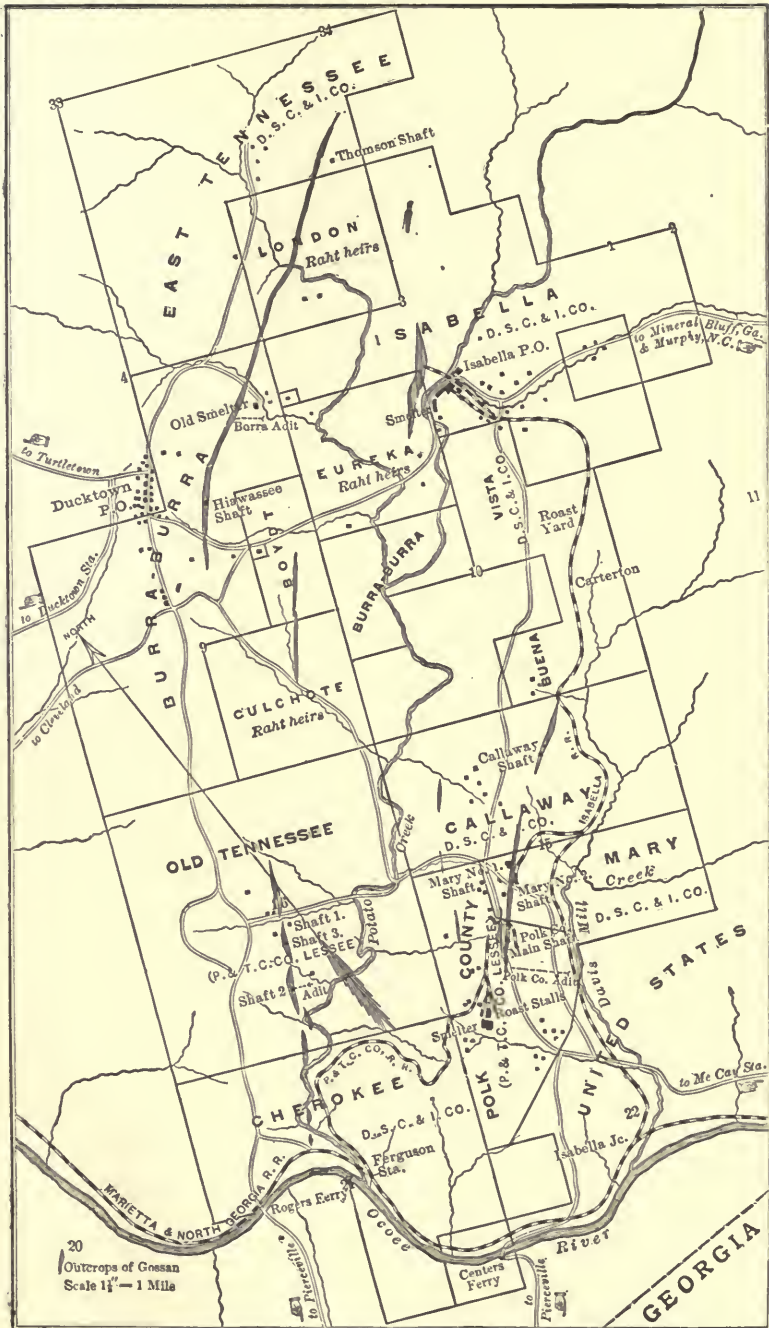 34
33
EAST TENNESSEE
D. S. C. & I. CO.
Thomson Shaft
LONDON
Raht heirs
3
1
2
ISABELLA
D. S. C. & I. CO.
Isabella P.O.
to Mineral Bluff, Ga.
& Murphy, N.C.
4
Old Smelter
Burra Adit
Smelter
to Turtletown
Ducktown
P.O.
BURRA-BURRA
Hiawassee
Shaft
EUREKA
Raht heirs
BOYDT
VISTA
D. S. C. & I. CO.
Roast
Yard
11
to Ducktown Sta.
BURRA BURRA
10
Carterton
NORTH
9
BUENA
to Cleveland
CULCHOTE
Raht heirs
Callaway
Shaft
ISABELLA R.R.
CALLAWAY
D. S. C. & I. CO.
OLD TENNESSEE
Creek
15
MARY
Mary No. 1.
Shaft
Mary No. 2.
Shaft
Creek
D. S. C. & I. CO.
Shaft 1.
Shaft 3.
(P. & T. C. CO. LESSEE)
Potato
COUNTY
Polk
Main Shaft
Mill
Shaft 2
Adit
Polk Co. Adit
Davis
UNITED STATES
Roast Stalls
Smelter
P. & T. C. CO. R. R.
POLK
(P. & T. C. CO. LESSEE)
to Mc Cay Sta.
CHEROKEE
D. S. C. & I. CO.
22
Isabella Jc.
Ferguson
Sta.
MARIETTA & NORTH GEORGIA R. R.
Rogers Ferry
Ocoee
River
20
Outcrops of Gossan
Scale 1½" — 1 Mile
to Pierceville
Centers
Ferry
to
Pierceville
GEORGIA